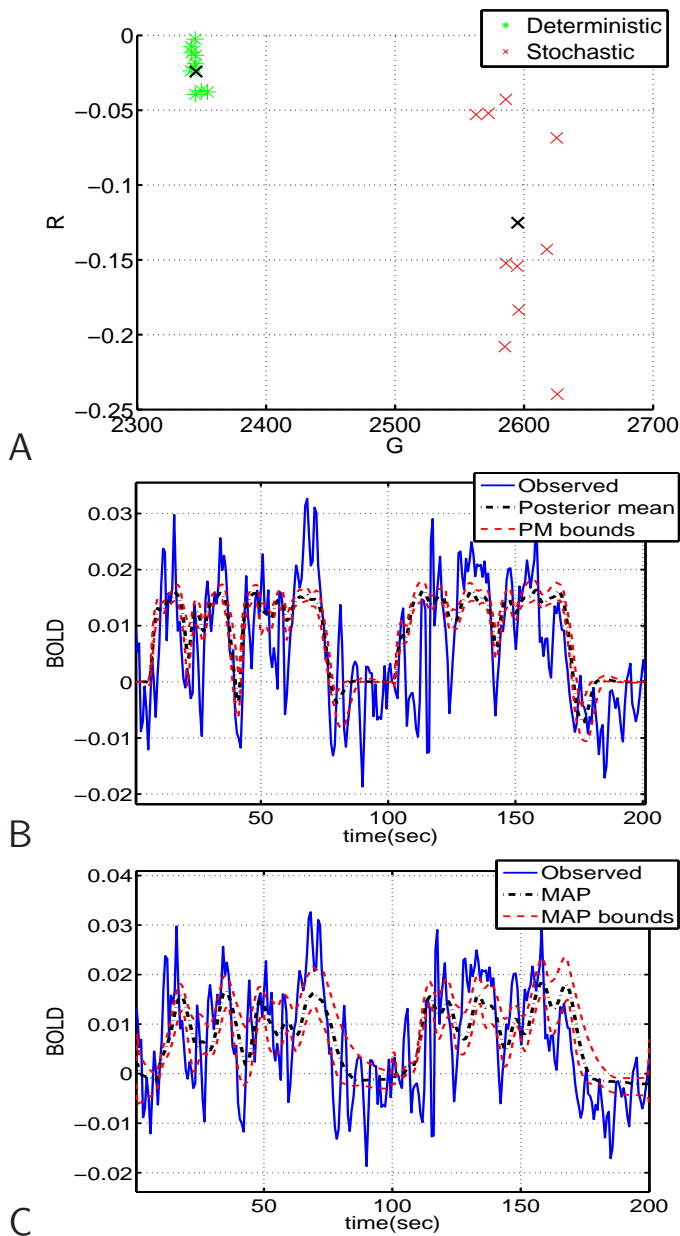 0
−0.05
−0.1
−0.15
−0.2
−0.25
R
2300
2400
2500
2600
2700
G
Deterministic
Stochastic
A
0.03
0.02
0.01
0
−0.01
−0.02
BOLD
50
100
150
200
time(sec)
Observed
Posterior mean
PM bounds
B
0.04
0.03
0.02
0.01
0
−0.01
−0.02
BOLD
50
100
150
200
time(sec)
Observed
MAP
MAP bounds
C